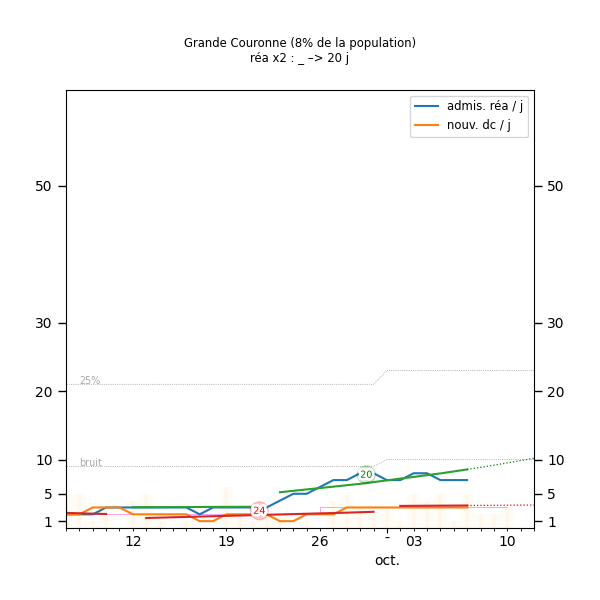 Grande Couronne (8% de la population)
réa x2 : _ –> 20 j
admis. réa / j
nouv. dc / j
50 50
30 30
25%
20 20
bruit
10 10
20
5 5
24
1 1
12 19 26 03 10
oct.